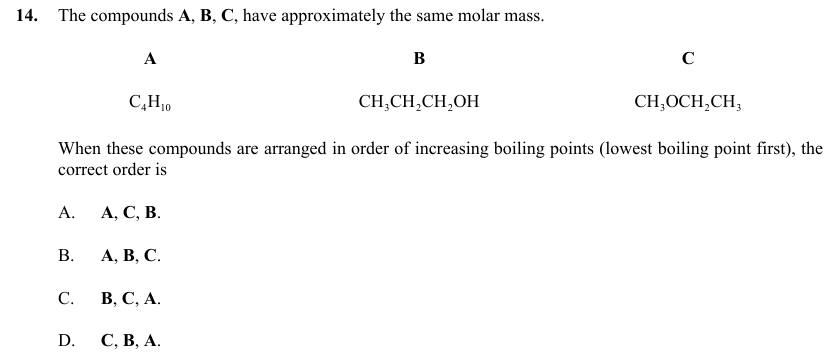 14. The compounds A, B, C, have approximately the same molar mass.
A B C
C₄H₁₀ CH₃CH₂CH₂OH CH₃OCH₂CH₃
When these compounds are arranged in order of increasing boiling points (lowest boiling point first), the
correct order is
A. A, C, B.
B. A, B, C.
C. B, C, A.
D. C, B, A.